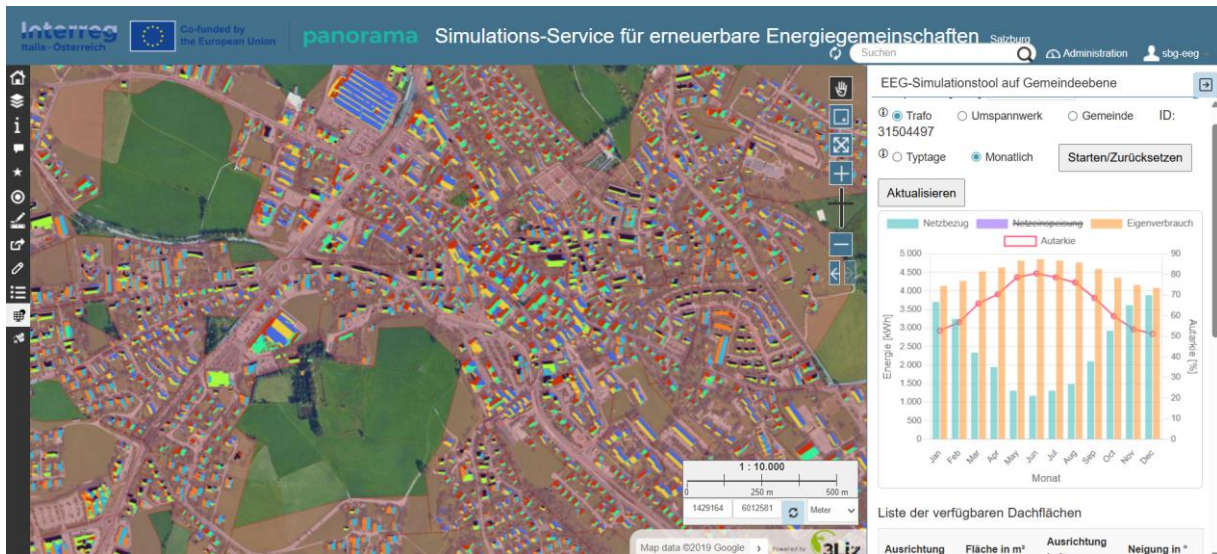 Interreg
Italia-Österreich
Co-funded by
the European Union
panorama
Simulations-Service für erneuerbare Energiegemeinschaften Salzburg
Suchen
Administration
sbg-eeg
EEG-Simulationstool auf Gemeindeebene
Trafo Umspannwerk Gemeinde ID:
31504497
Typtage Monatlich Starten/Zurücksetzen
Aktualisieren
Netzbezug Netzeinspeisung Eigenverbrauch
Autarkie
5.000 90
4.500 80
4.000 70
3.500 60
3.000 50
2.500 40
2.000 30
1.500 20
1.000 10
500 0
0
Energie [kWh]
Autarkie [%]
Jan Feb Mar Apr May Jun Jul Aug Sep Oct Nov Dec
Monat
1 : 10.000
0 250 m 500 m
1429164 6012581 Meter
Map data ©2019 Google
Powered by 3Liz
Liste der verfügbaren Dachflächen
Ausrichtung Fläche in m² Ausrichtung Neigung in °